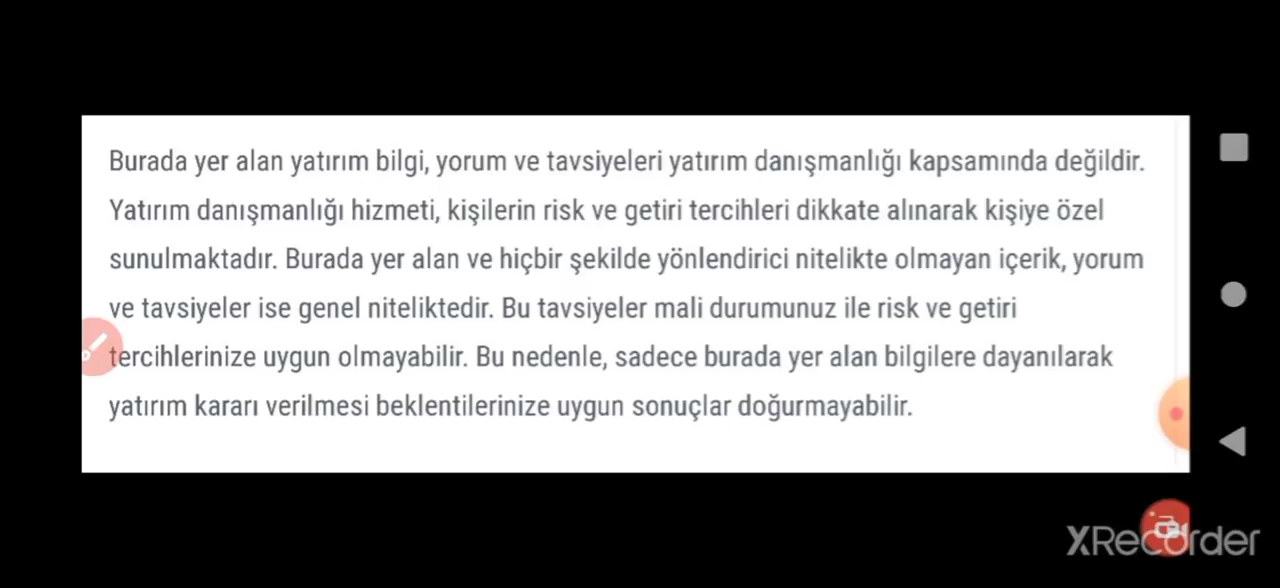 Burada yer alan yatırım bilgi, yorum ve tavsiyeleri yatırım danışmanlığı kapsamında değildir.
Yatırım danışmanlığı hizmeti, kişilerin risk ve getiri tercihleri dikkate alınarak kişiye özel
sunulmaktadır. Burada yer alan ve hiçbir şekilde yönlendirici nitelikte olmayan içerik, yorum
ve tavsiyeler ise genel niteliktedir. Bu tavsiyeler mali durumunuz ile risk ve getiri
tercihlerinize uygun olmayabilir. Bu nedenle, sadece burada yer alan bilgilere dayanılarak
yatırım kararı verilmesi beklentilerinize uygun sonuçlar doğurmayabilir.
XRecorder